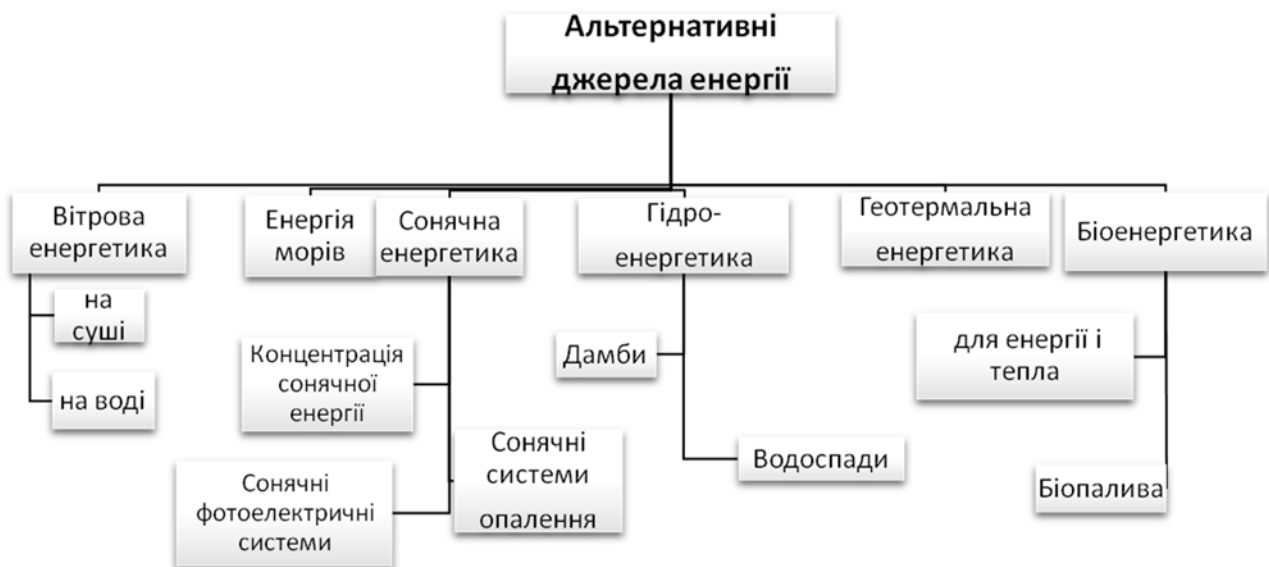 Альтернативні
джерела енергії
Вітрова
енергетика
на
суші
на воді
Енергія
морів
Сонячна
енергетика
Концентрація
сонячної
енергії
Сонячні
фотоелектричні
системи
Сонячні
системи
опалення
Гідро-
енергетика
Дамби
Водоспади
Геотермальна
енергетика
Біоенергетика
для енергії і
тепла
Біопалива